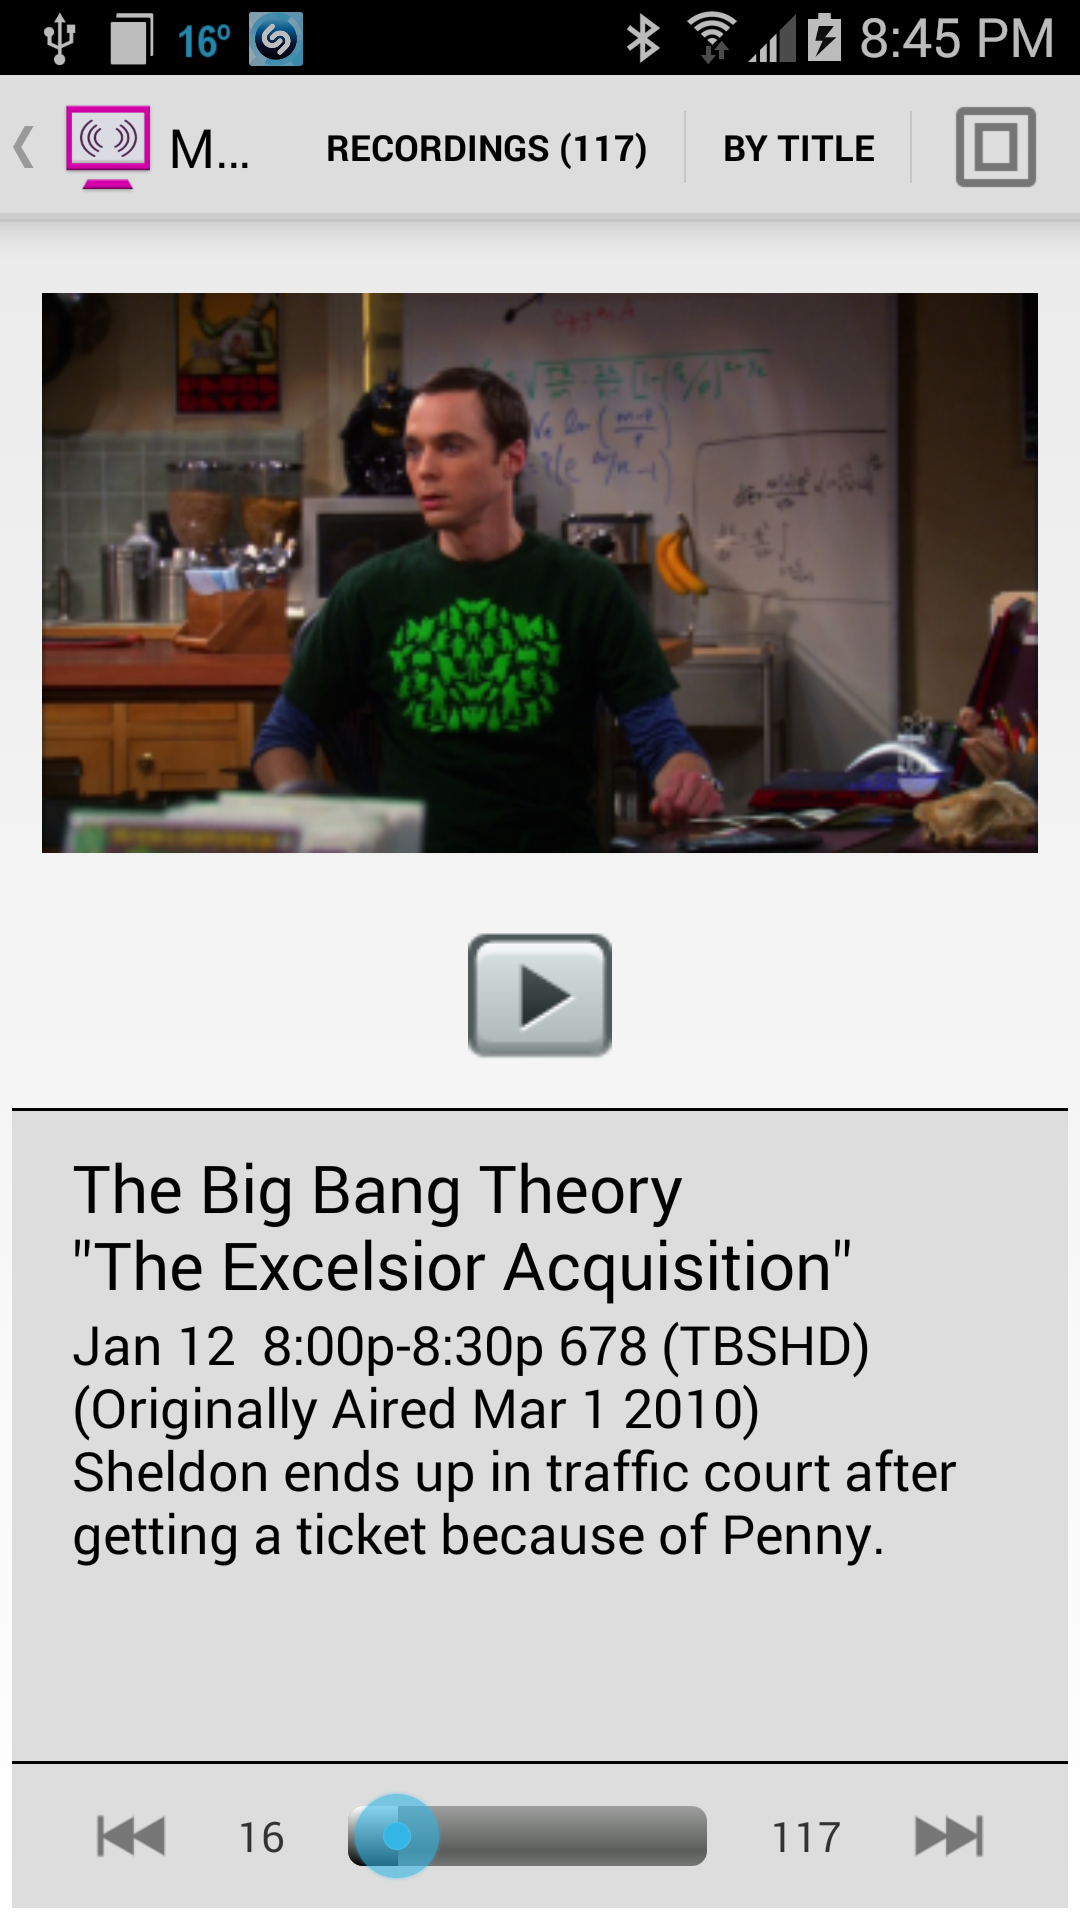 16°
8:45 PM
M...
RECORDINGS (117)
BY TITLE
The Big Bang Theory
"The Excelsior Acquisition"
Jan 12  8:00p-8:30p 678 (TBSHD)
(Originally Aired Mar 1 2010)
Sheldon ends up in traffic court after
getting a ticket because of Penny.
16
117